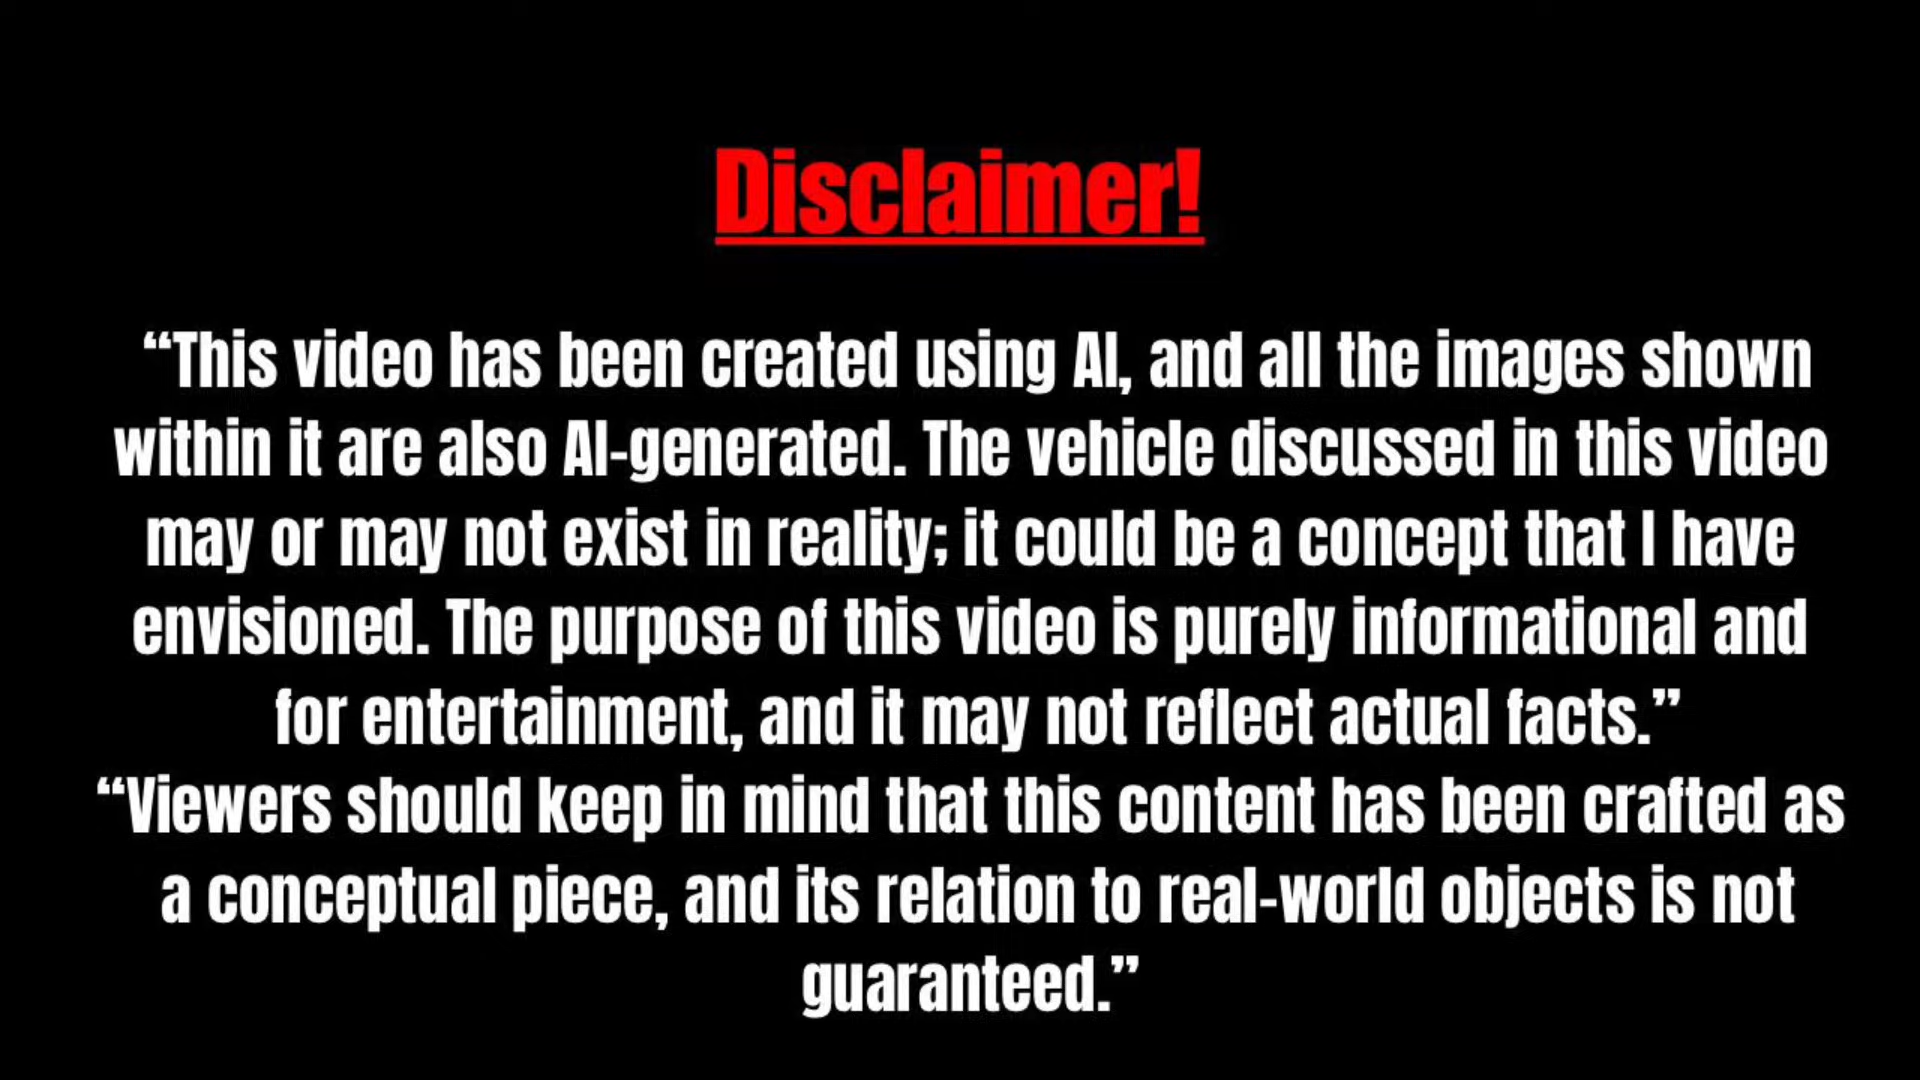 Disclaimer!
“This video has been created using AI, and all the images shown
within it are also AI-generated. The vehicle discussed in this video
may or may not exist in reality; it could be a concept that I have
envisioned. The purpose of this video is purely informational and
for entertainment, and it may not reflect actual facts.”
“Viewers should keep in mind that this content has been crafted as
a conceptual piece, and its relation to real-world objects is not
guaranteed.”